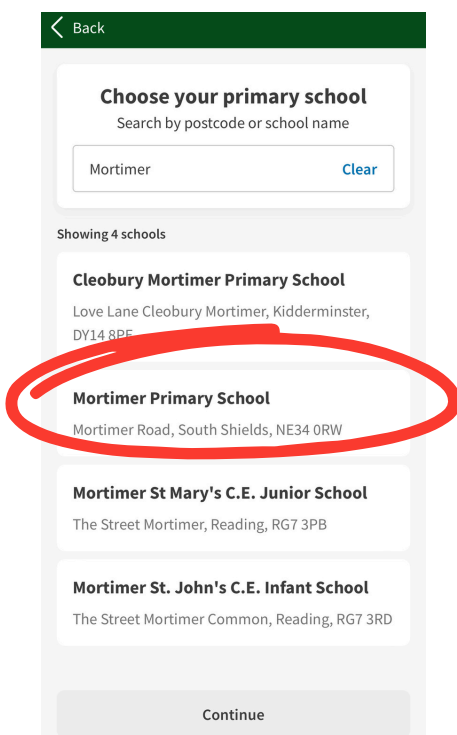 Back
Choose your primary school
Search by postcode or school name
Mortimer Clear
Showing 4 schools
Cleobury Mortimer Primary School
Love Lane Cleobury Mortimer, Kidderminster,
DY14 8PE
Mortimer Primary School
Mortimer Road, South Shields, NE34 0RW
Mortimer St Mary's C.E. Junior School
The Street Mortimer, Reading, RG7 3PB
Mortimer St. John's C.E. Infant School
The Street Mortimer Common, Reading, RG7 3RD
Continue